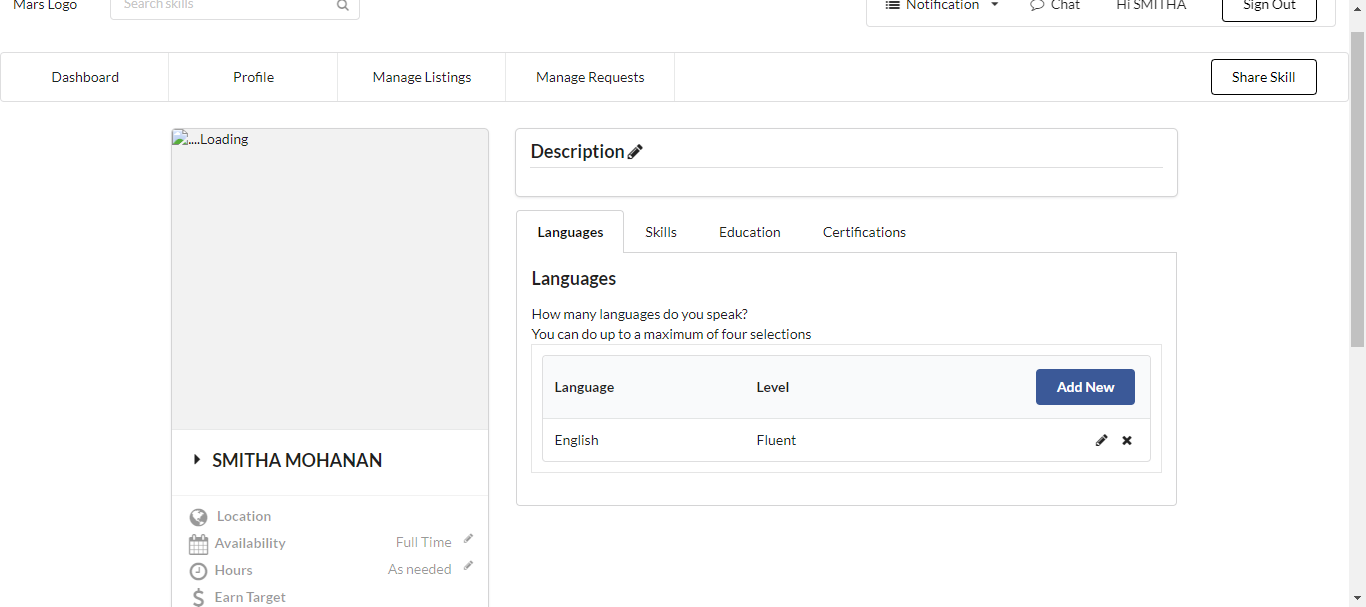 Mars Logo
Search skills
Notification
Chat
Hi SMITHA
Sign Out
Dashboard
Profile
Manage Listings
Manage Requests
Share Skill
....Loading
SMITHA MOHANAN
Location
Availability Full Time
Hours As needed
Earn Target
Description
Languages
Skills
Education
Certifications
Languages
How many languages do you speak?
You can do up to a maximum of four selections
Language Level Add New
English Fluent